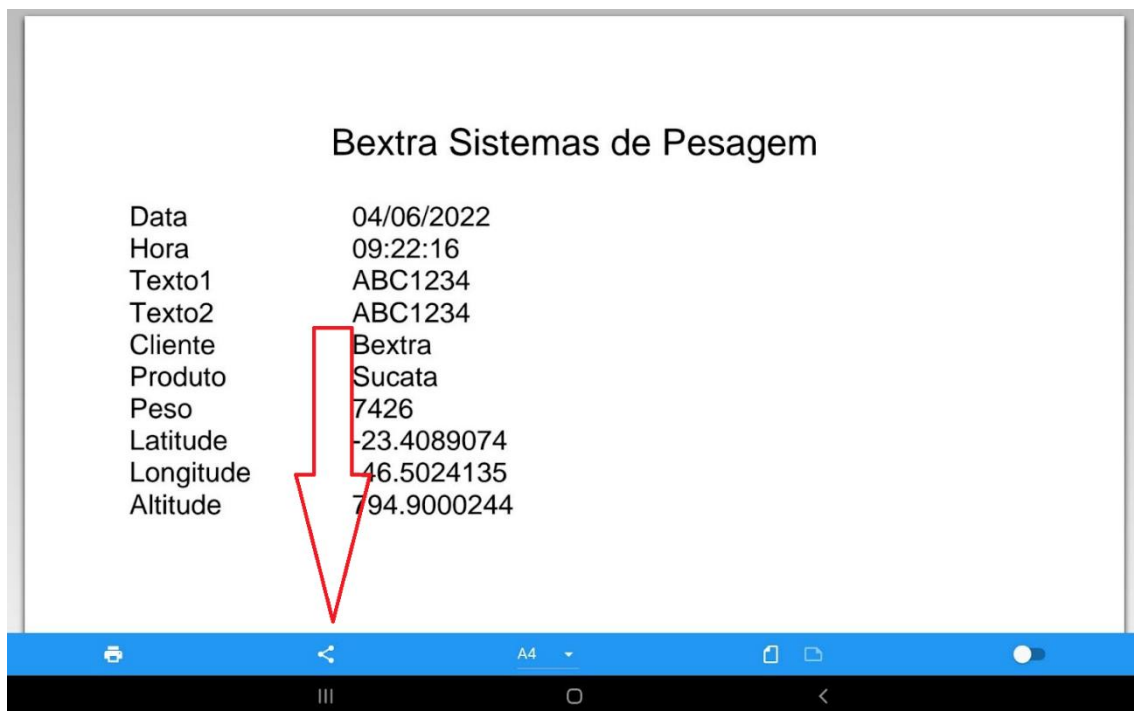 Bextra Sistemas de Pesagem
Data 04/06/2022
Hora 09:22:16
Texto1 ABC1234
Texto2 ABC1234
Cliente Bextra
Produto Sucata
Peso 7426
Latitude -23.4089074
Longitude -46.5024135
Altitude 794.9000244
A4